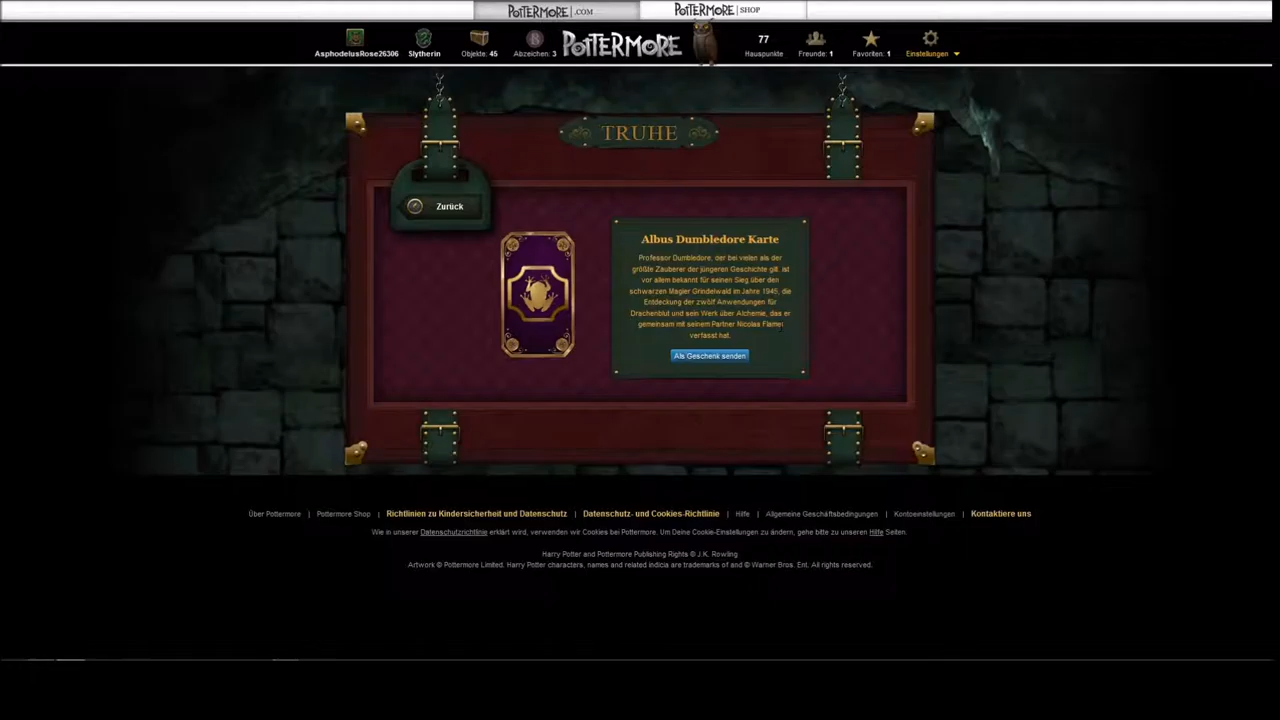 POTTERMORE .COM
POTTERMORE SHOP
AsphodelusRose26306
Slytherin
Objekte: 45
Abzeichen: 3
POTTERMORE
77
Hauspunkte
Freunde: 1
Favoriten: 1
Einstellungen
TRUHE
Zurück
Albus Dumbledore Karte
Professor Dumbledore, der bei vielen als der
größte Zauberer der jüngeren Geschichte gilt, ist
vor allem bekannt für seinen Sieg über den
schwarzen Magier Grindelwald im Jahre 1945, die
Entdeckung der zwölf Anwendungen für
Drachenblut und sein Werk über Alchemie, das er
gemeinsam mit seinem Partner Nicolas Flamel
verfasst hat.
Als Geschenk senden
Über Pottermore | Pottermore Shop | Richtlinien zu Kindersicherheit und Datenschutz | Datenschutz- und Cookies-Richtlinie | Hilfe | Allgemeine Geschäftsbedingungen | Kontoeinstellungen | Kontaktiere uns
Wie in unserer Datenschutzrichtlinie erklärt wird, verwenden wir Cookies bei Pottermore. Um Deine Cookie-Einstellungen zu ändern, gehe bitte zu unseren Hilfe Seiten.
Harry Potter and Pottermore Publishing Rights © J.K. Rowling
Artwork © Pottermore Limited. Harry Potter characters, names and related indicia are trademarks of and © Warner Bros. Ent. All rights reserved.